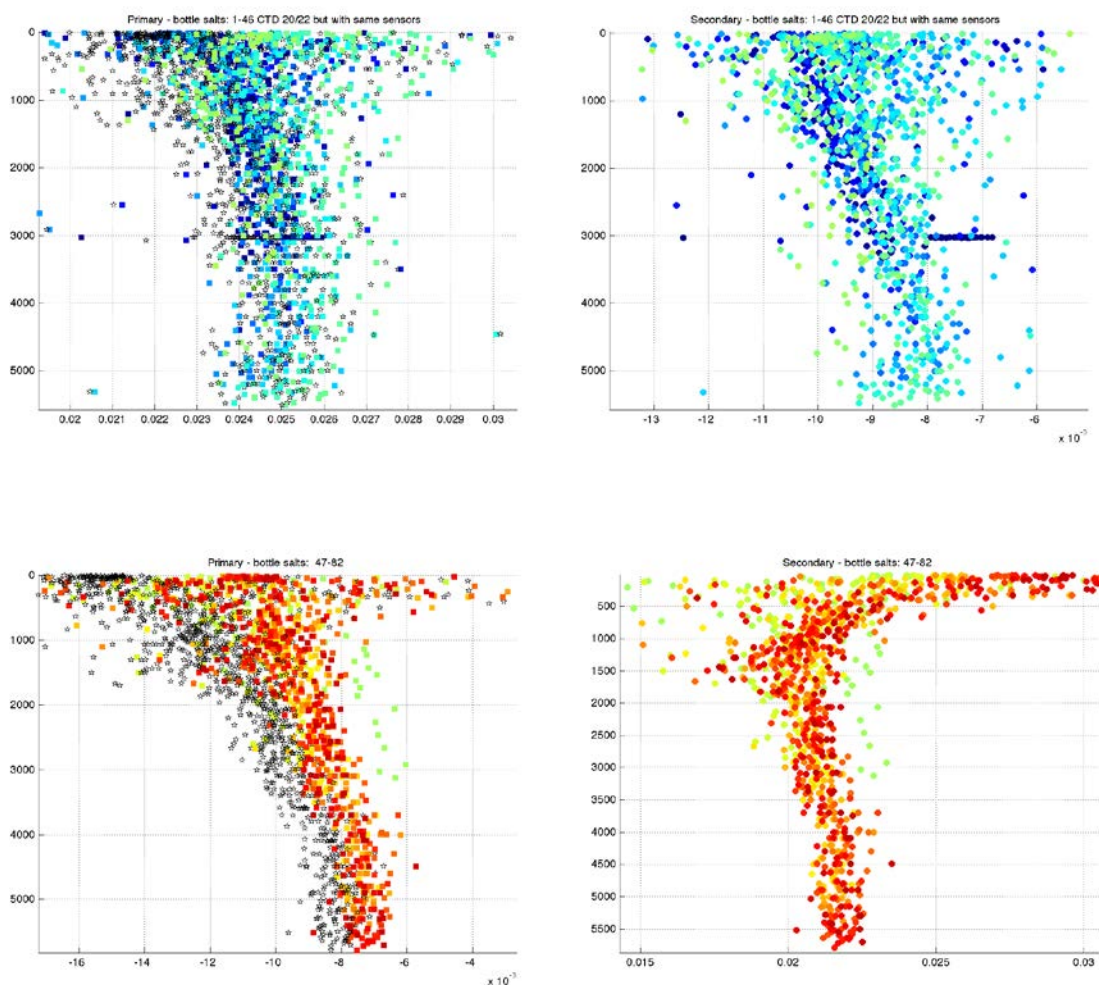 Primary - bottle salts: 1-46 CTD 20/22 but with same sensors
0
1000
2000
3000
4000
5000
0.02 0.021 0.022 0.023 0.024 0.025 0.026 0.027 0.028 0.029 0.03
Secondary - bottle salts: 1-46 CTD 20/22 but with same sensors
0
1000
2000
3000
4000
5000
-13 -12 -11 -10 -9 -8 -7 -6
x 10⁻³
Primary - bottle salts: 47-82
0
1000
2000
3000
4000
5000
-16 -14 -12 -10 -8 -6 -4
x 10⁻³
Secondary - bottle salts: 47-82
500
1000
1500
2000
2500
3000
3500
4000
4500
5000
5500
0.015 0.02 0.025 0.03